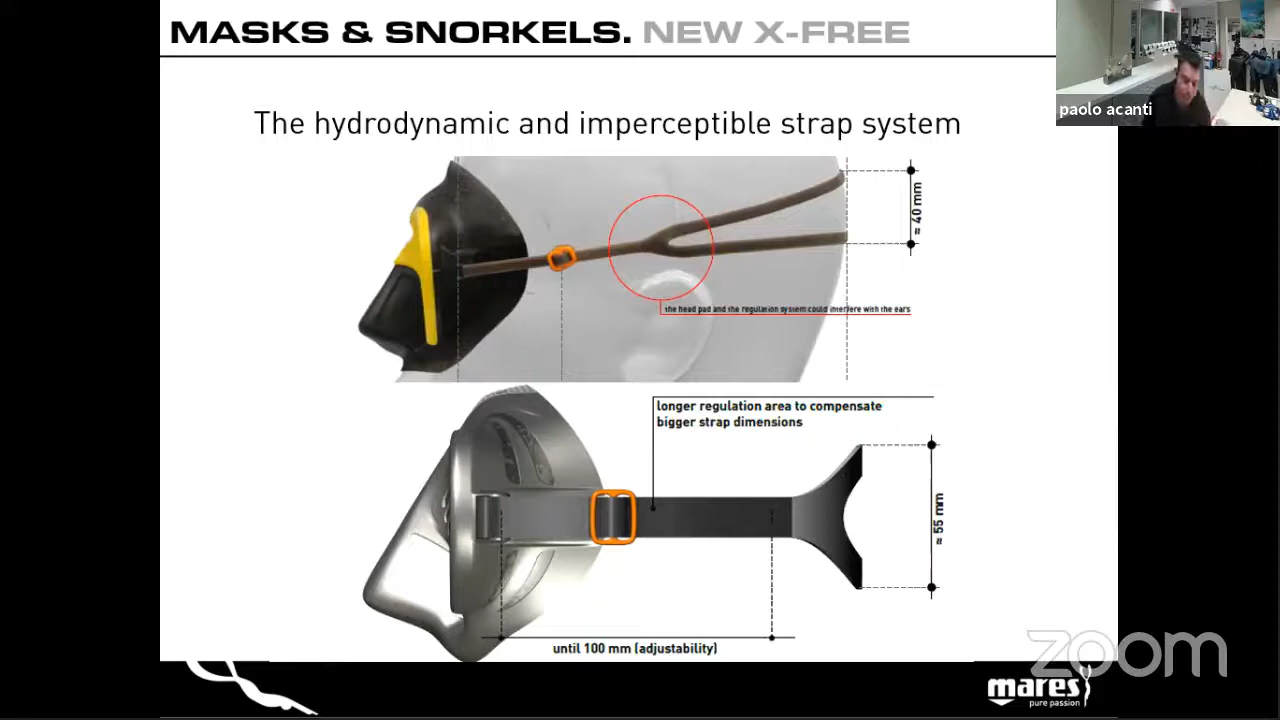 MASKS & SNORKELS. NEW X-FREE
paolo acanti
The hydrodynamic and imperceptible strap system
≈ 40 mm
the head pad and the regulation system could interfere with the ears
longer regulation area to compensate
bigger strap dimensions
≈ 55 mm
until 100 mm (adjustability)
zoom
mares
pure passion